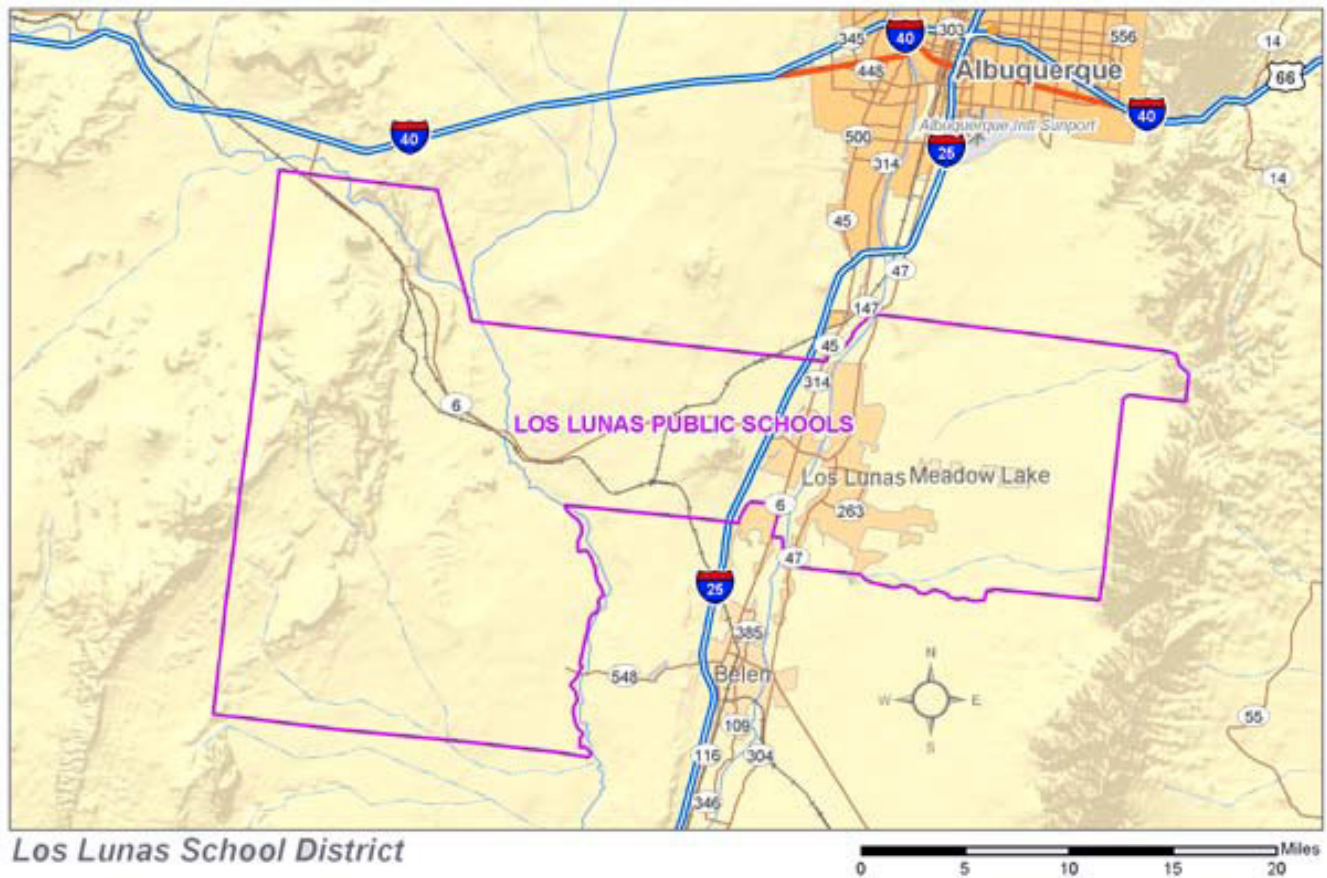 345
40
303
556
14
448
Albuquerque
66
40
40
Albuquerque Intl Sunport
500
25
314
14
45
47
147
45
314
6
LOS LUNAS PUBLIC SCHOOLS
Los Lunas
Meadow Lake
6
263
47
25
385
N
548
Belen
W
E
109
55
S
116
304
346
Los Lunas School District
Miles
0 5 10 15 20